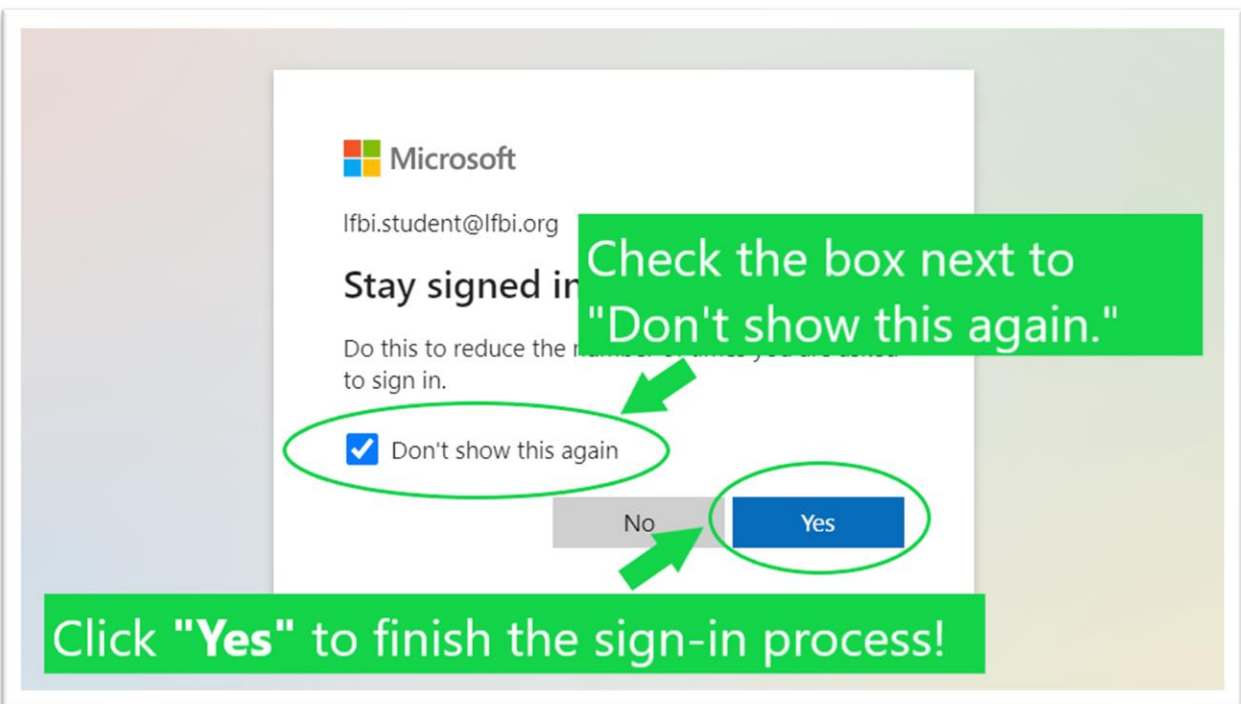 Microsoft
lfbi.student@lfbi.org
Stay signed in
Check the box next to
"Don't show this again."
Do this to reduce the
to sign in.
Don't show this again
No
Yes
Click "Yes" to finish the sign-in process!